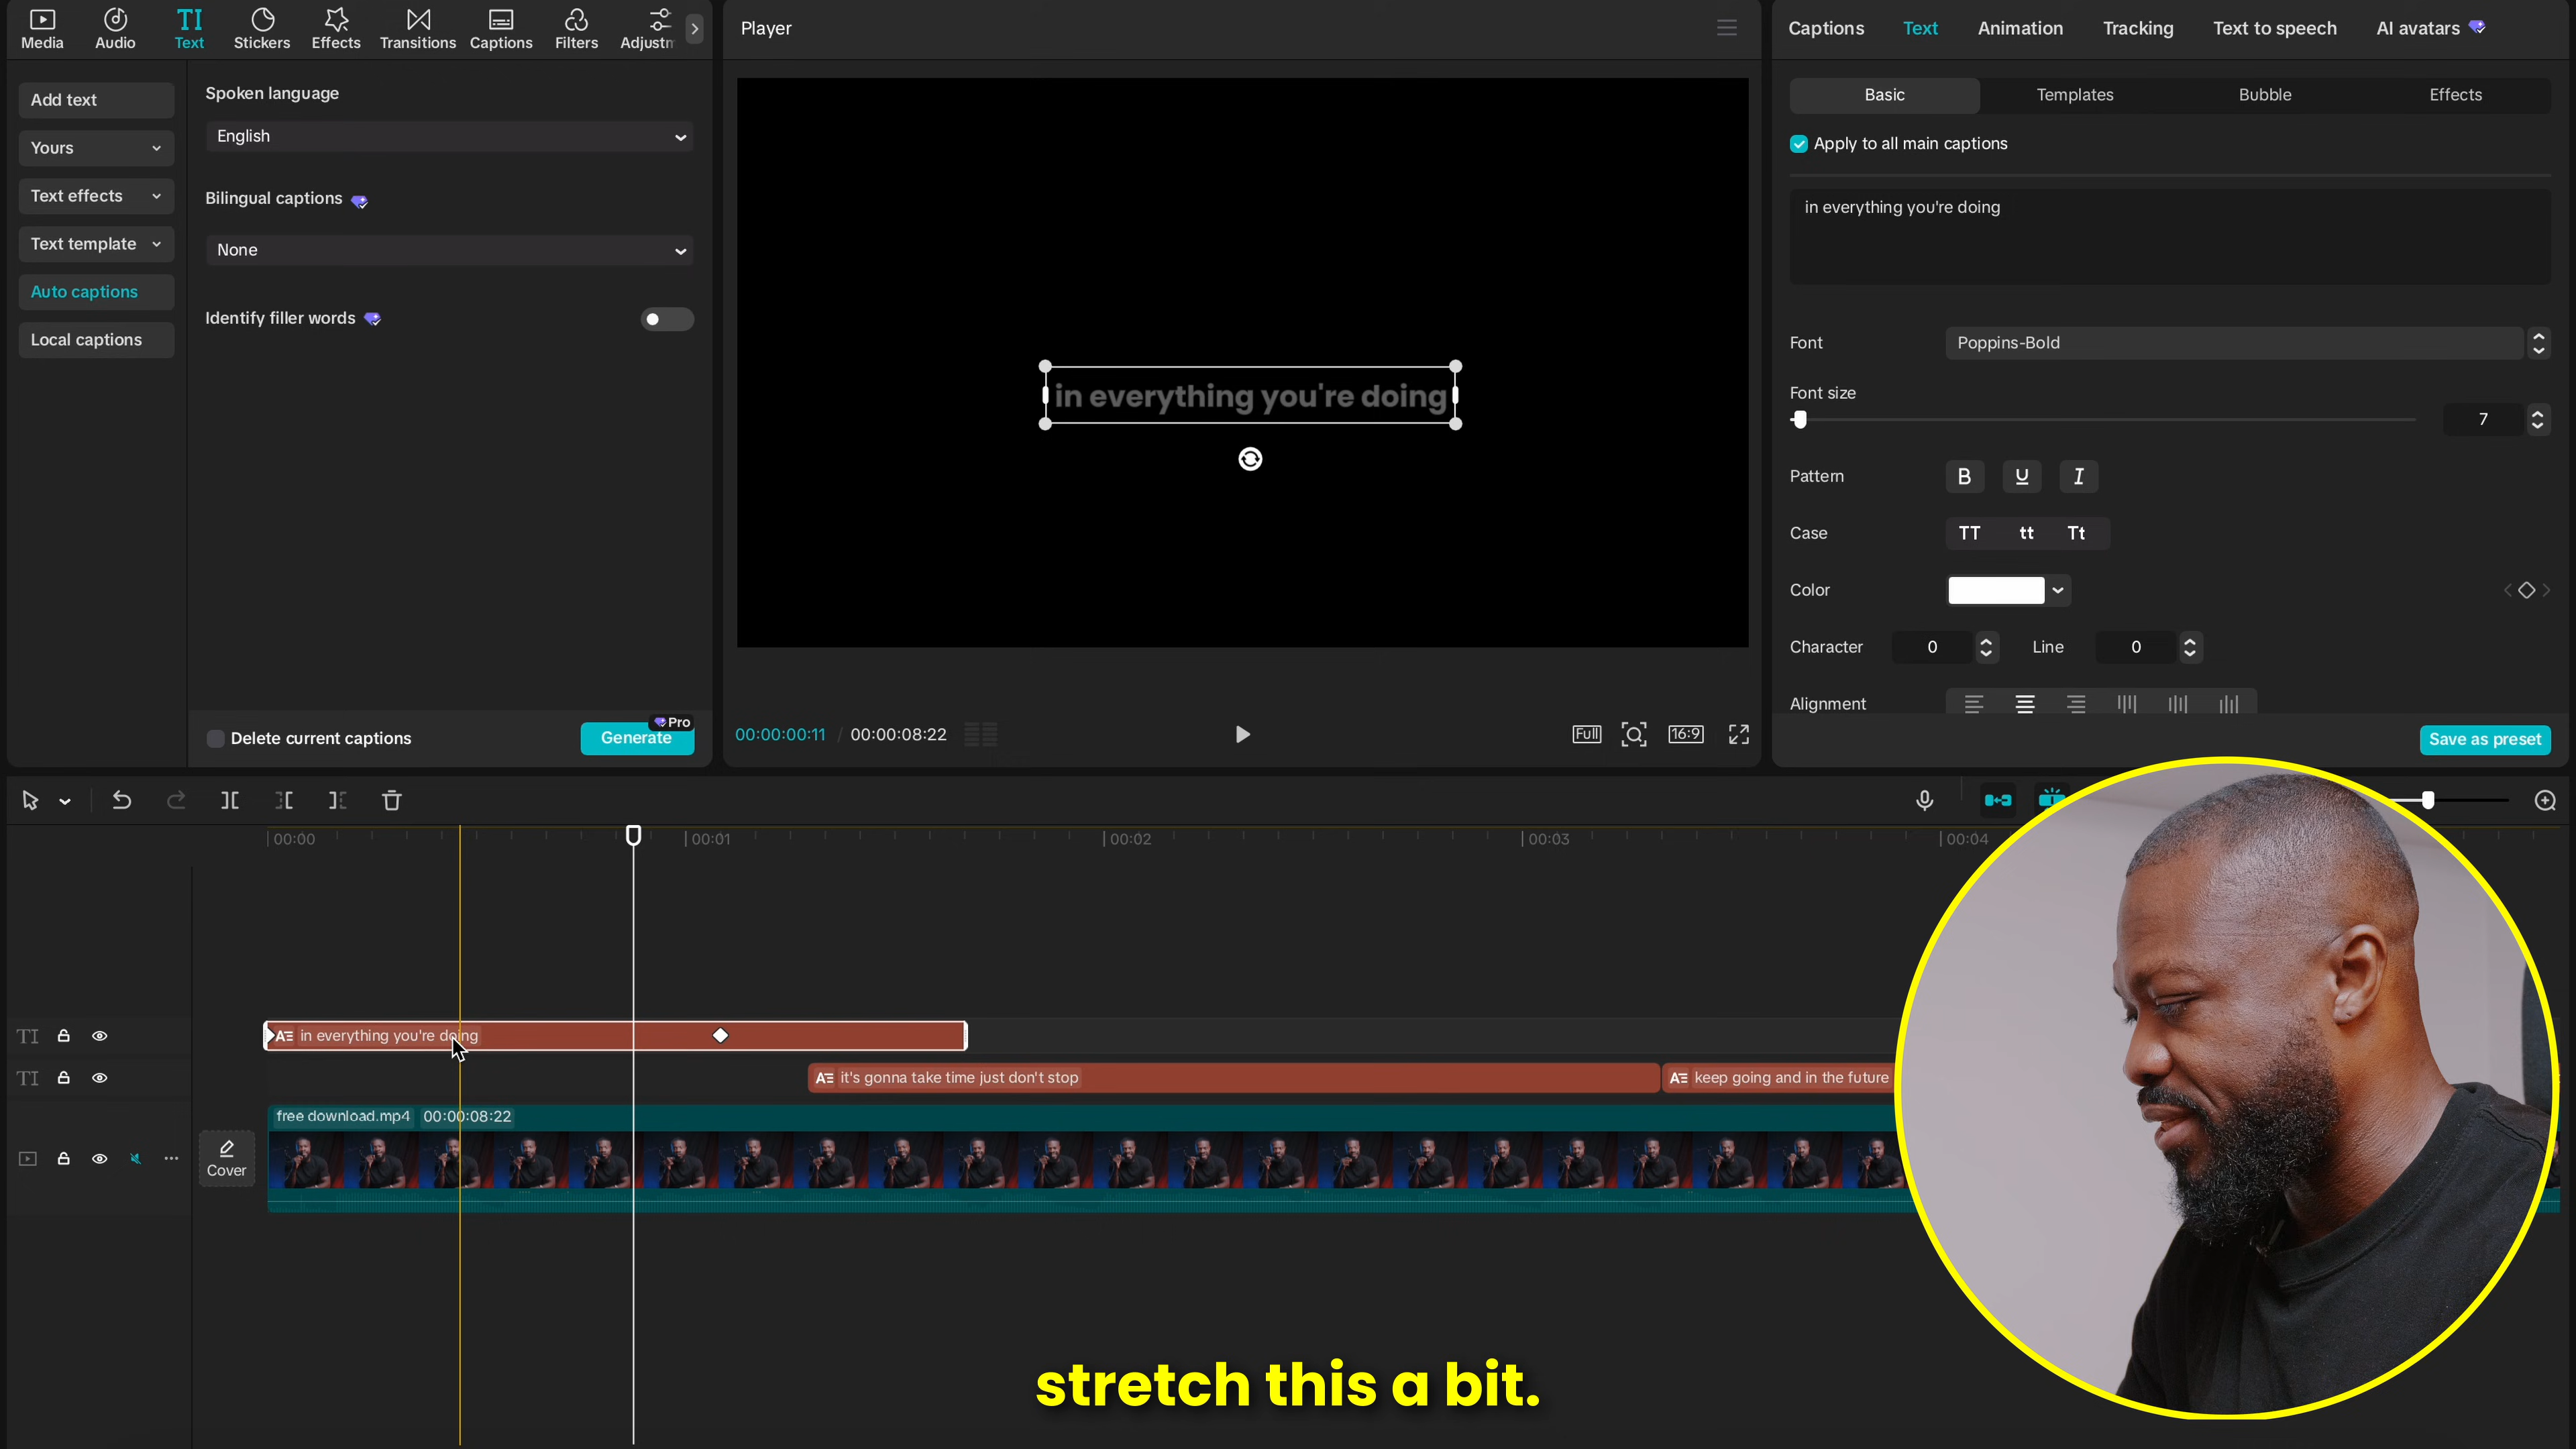 Media
Audio
TI
Text
Stickers
Effects
Transitions
Captions
Filters
Player
Captions
Text
Animation
Tracking
Text to speech
AI avatars
Add text
Yours
Text effects
Text template
Auto captions
Local captions
Spoken language
English
Bilingual captions
None
Identify filler words
Delete current captions
Pro
Generate
in everything you're doing
00:00:00:11 / 00:00:08:22
Full
16:9
Basic
Templates
Bubble
Effects
Apply to all main captions
in everything you're doing
Font
Poppins-Bold
Font size
7
Pattern
B U I
Case
TT tt Tt
Color
Character
0
Line
0
Alignment
Save as preset
00:00
00:01
00:02
00:03
00:04
TI
in everything you're doing
TI
it's gonna take time just don't stop
keep going and in the future
free download.mp4 00:00:08:22
Cover
stretch this a bit.